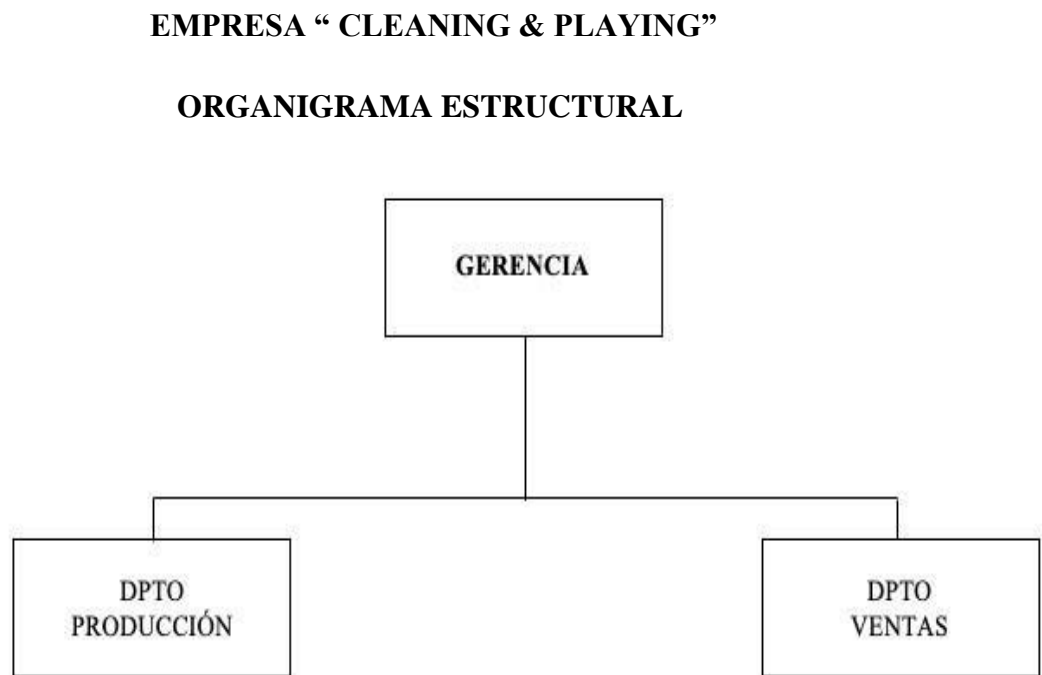 EMPRESA “ CLEANING & PLAYING”
ORGANIGRAMA ESTRUCTURAL
GERENCIA
DPTO
PRODUCCIÓN
DPTO
VENTAS